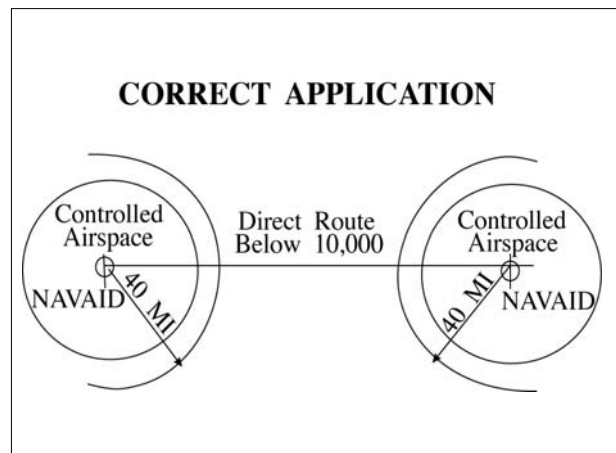 CORRECT APPLICATION
Controlled
Airspace
NAVAID
40 MI
Direct Route
Below 10,000
Controlled
Airspace
NAVAID
40 MI